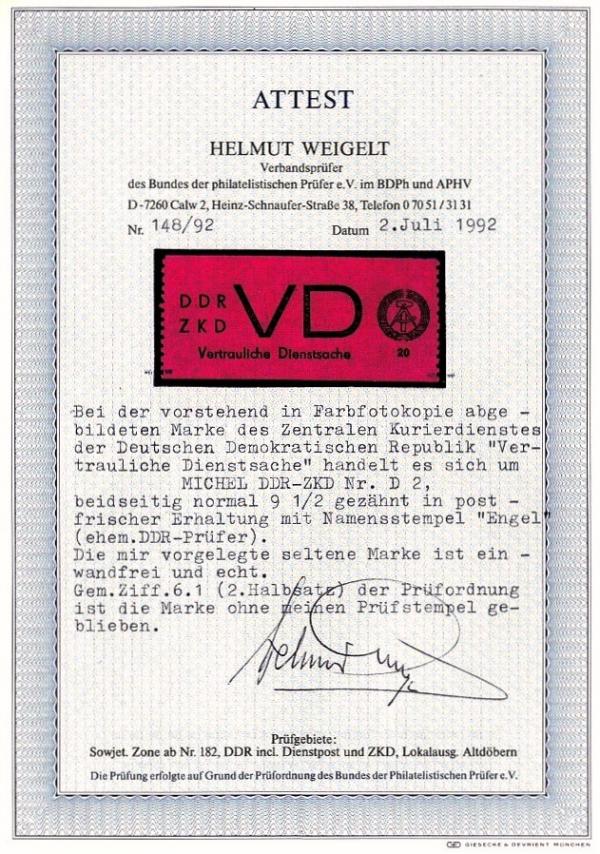 ATTEST
HELMUT WEIGELT
Verbandsprüfer
des Bundes der philatelistischen Prüfer e.V. im BDPh und APHV
D-7260 Calw 2, Heinz-Schnaufer-Straße 38, Telefon 0 70 51 / 31 31
Nr. 148/92 Datum 2.Juli 1992
DDR
ZKD VD
Vertrauliche Dienstsache 20
Bei der vorstehend in Farbfotokopie abge -
bildeten Marke des Zentralen Kurierdienstes
der Deutschen Demokratischen Republik "Ver-
trauliche Dienstsache" handelt es sich um
MICHEL DDR-ZKD Nr. D 2,
beidseitig normal 9 1/2 gezähnt in post -
frischer Erhaltung mit Namensstempel "Engel"
(ehem.DDR-Prüfer).
Die mir vorgelegte seltene Marke ist ein -
wandfrei und echt.
Gem.Ziff.6.1 (2.Halbsatz) der Prüfordnung
ist die Marke ohne meinen Prüfstempel ge-
blieben.
Prüfgebiete:
Sowjet. Zone ab Nr. 182, DDR incl. Dienstpost und ZKD, Lokalausg. Altdöbern
Die Prüfung erfolgte auf Grund der Prüfordnung des Bundes der Philatelistischen Prüfer e.V.
GIESECKE & DEVRIENT MÜNCHEN